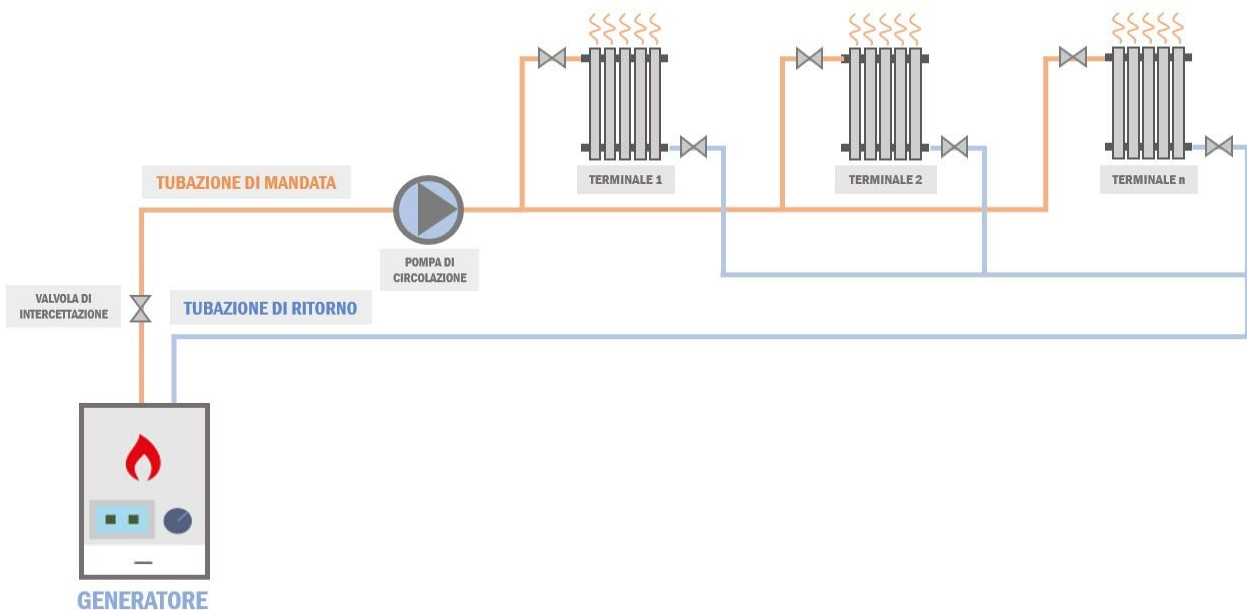 TERMINALE 1
TERMINALE 2
TERMINALE n
TUBAZIONE DI MANDATA
POMPA DI
CIRCOLAZIONE
VALVOLA DI
INTERCETTAZIONE
TUBAZIONE DI RITORNO
GENERATORE